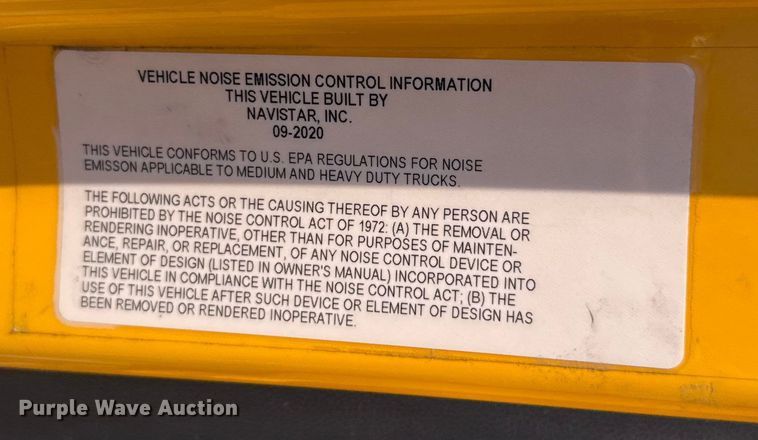 VEHICLE NOISE EMISSION CONTROL INFORMATION
THIS VEHICLE BUILT BY
NAVISTAR, INC.
09-2020
THIS VEHICLE CONFORMS TO U.S. EPA REGULATIONS FOR NOISE
EMISSON APPLICABLE TO MEDIUM AND HEAVY DUTY TRUCKS.
THE FOLLOWING ACTS OR THE CAUSING THEREOF BY ANY PERSON ARE
PROHIBITED BY THE NOISE CONTROL ACT OF 1972: (A) THE REMOVAL OR
RENDERING INOPERATIVE, OTHER THAN FOR PURPOSES OF MAINTEN-
ANCE, REPAIR, OR REPLACEMENT, OF ANY NOISE CONTROL DEVICE OR
ELEMENT OF DESIGN (LISTED IN OWNER'S MANUAL) INCORPORATED INTO
THIS VEHICLE IN COMPLIANCE WITH THE NOISE CONTROL ACT; (B) THE
USE OF THIS VEHICLE AFTER SUCH DEVICE OR ELEMENT OF DESIGN HAS
BEEN REMOVED OR RENDERED INOPERATIVE.
Purple Wave Auction